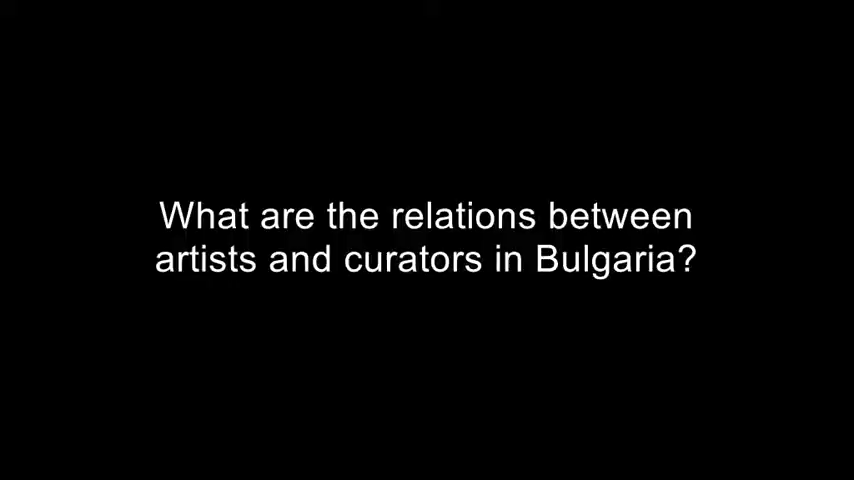 What are the relations between
artists and curators in Bulgaria?